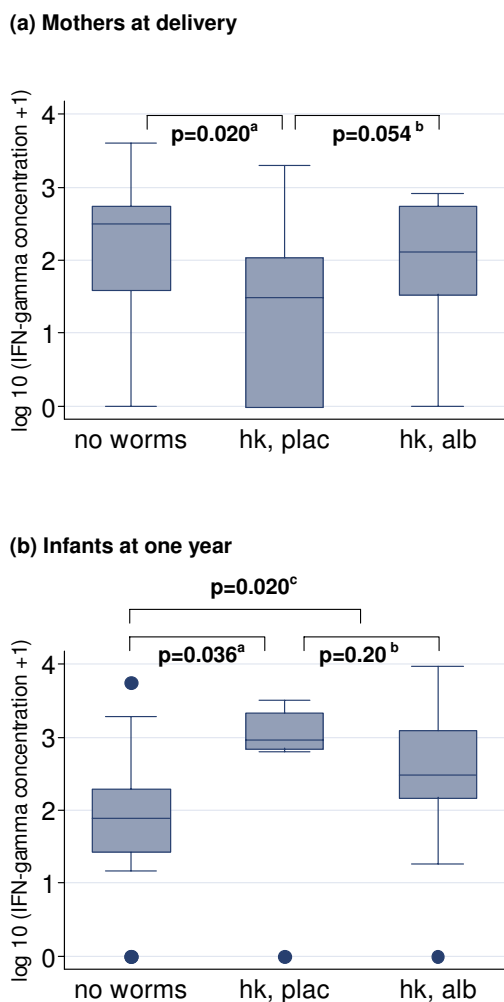 (a) Mothers at delivery
p=0.020a
p=0.054 b
log 10 (IFN-gamma concentration +1)
4
3
2
1
0
no worms hk, plac hk, alb
(b) Infants at one year
p=0.020c
p=0.036a
p=0.20 b
log 10 (IFN-gamma concentration +1)
4
3
2
1
0
no worms hk, plac hk, alb